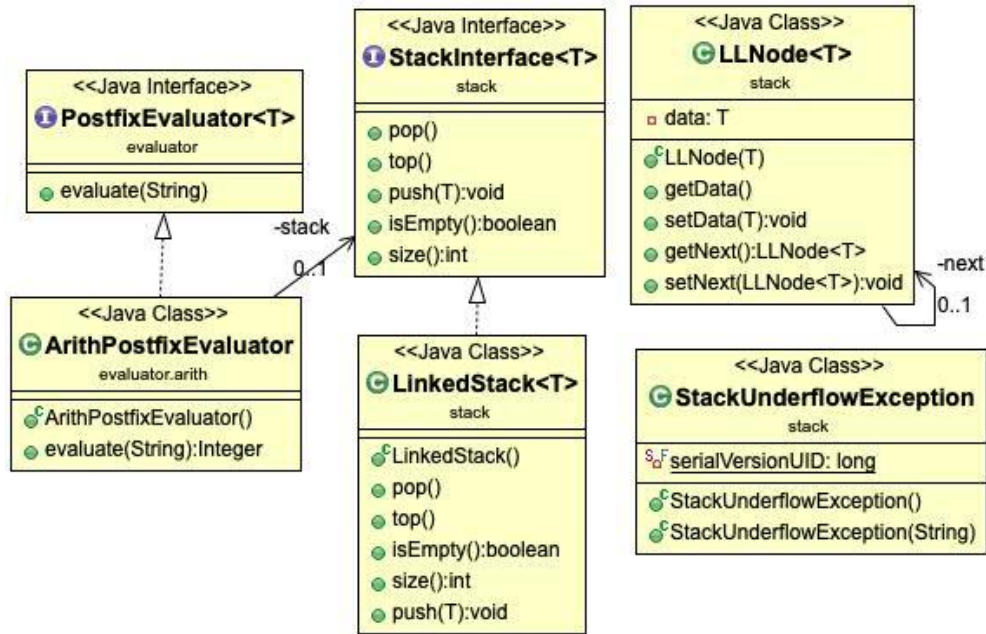 <<Java Interface>>
PostfixEvaluator<T>
evaluator
evaluate(String)
<<Java Interface>>
StackInterface<T>
stack
pop()
top()
push(T):void
isEmpty():boolean
size():int
<<Java Class>>
LLNode<T>
stack
data: T
LLNode(T)
getData()
setData(T):void
getNext():LLNode<T>
setNext(LLNode<T>):void
-next
0..1
-stack
0..1
<<Java Class>>
ArithPostfixEvaluator
evaluator.arith
ArithPostfixEvaluator()
evaluate(String):Integer
<<Java Class>>
LinkedStack<T>
stack
LinkedStack()
pop()
top()
isEmpty():boolean
size():int
push(T):void
<<Java Class>>
StackUnderflowException
stack
serialVersionUID: long
StackUnderflowException()
StackUnderflowException(String)